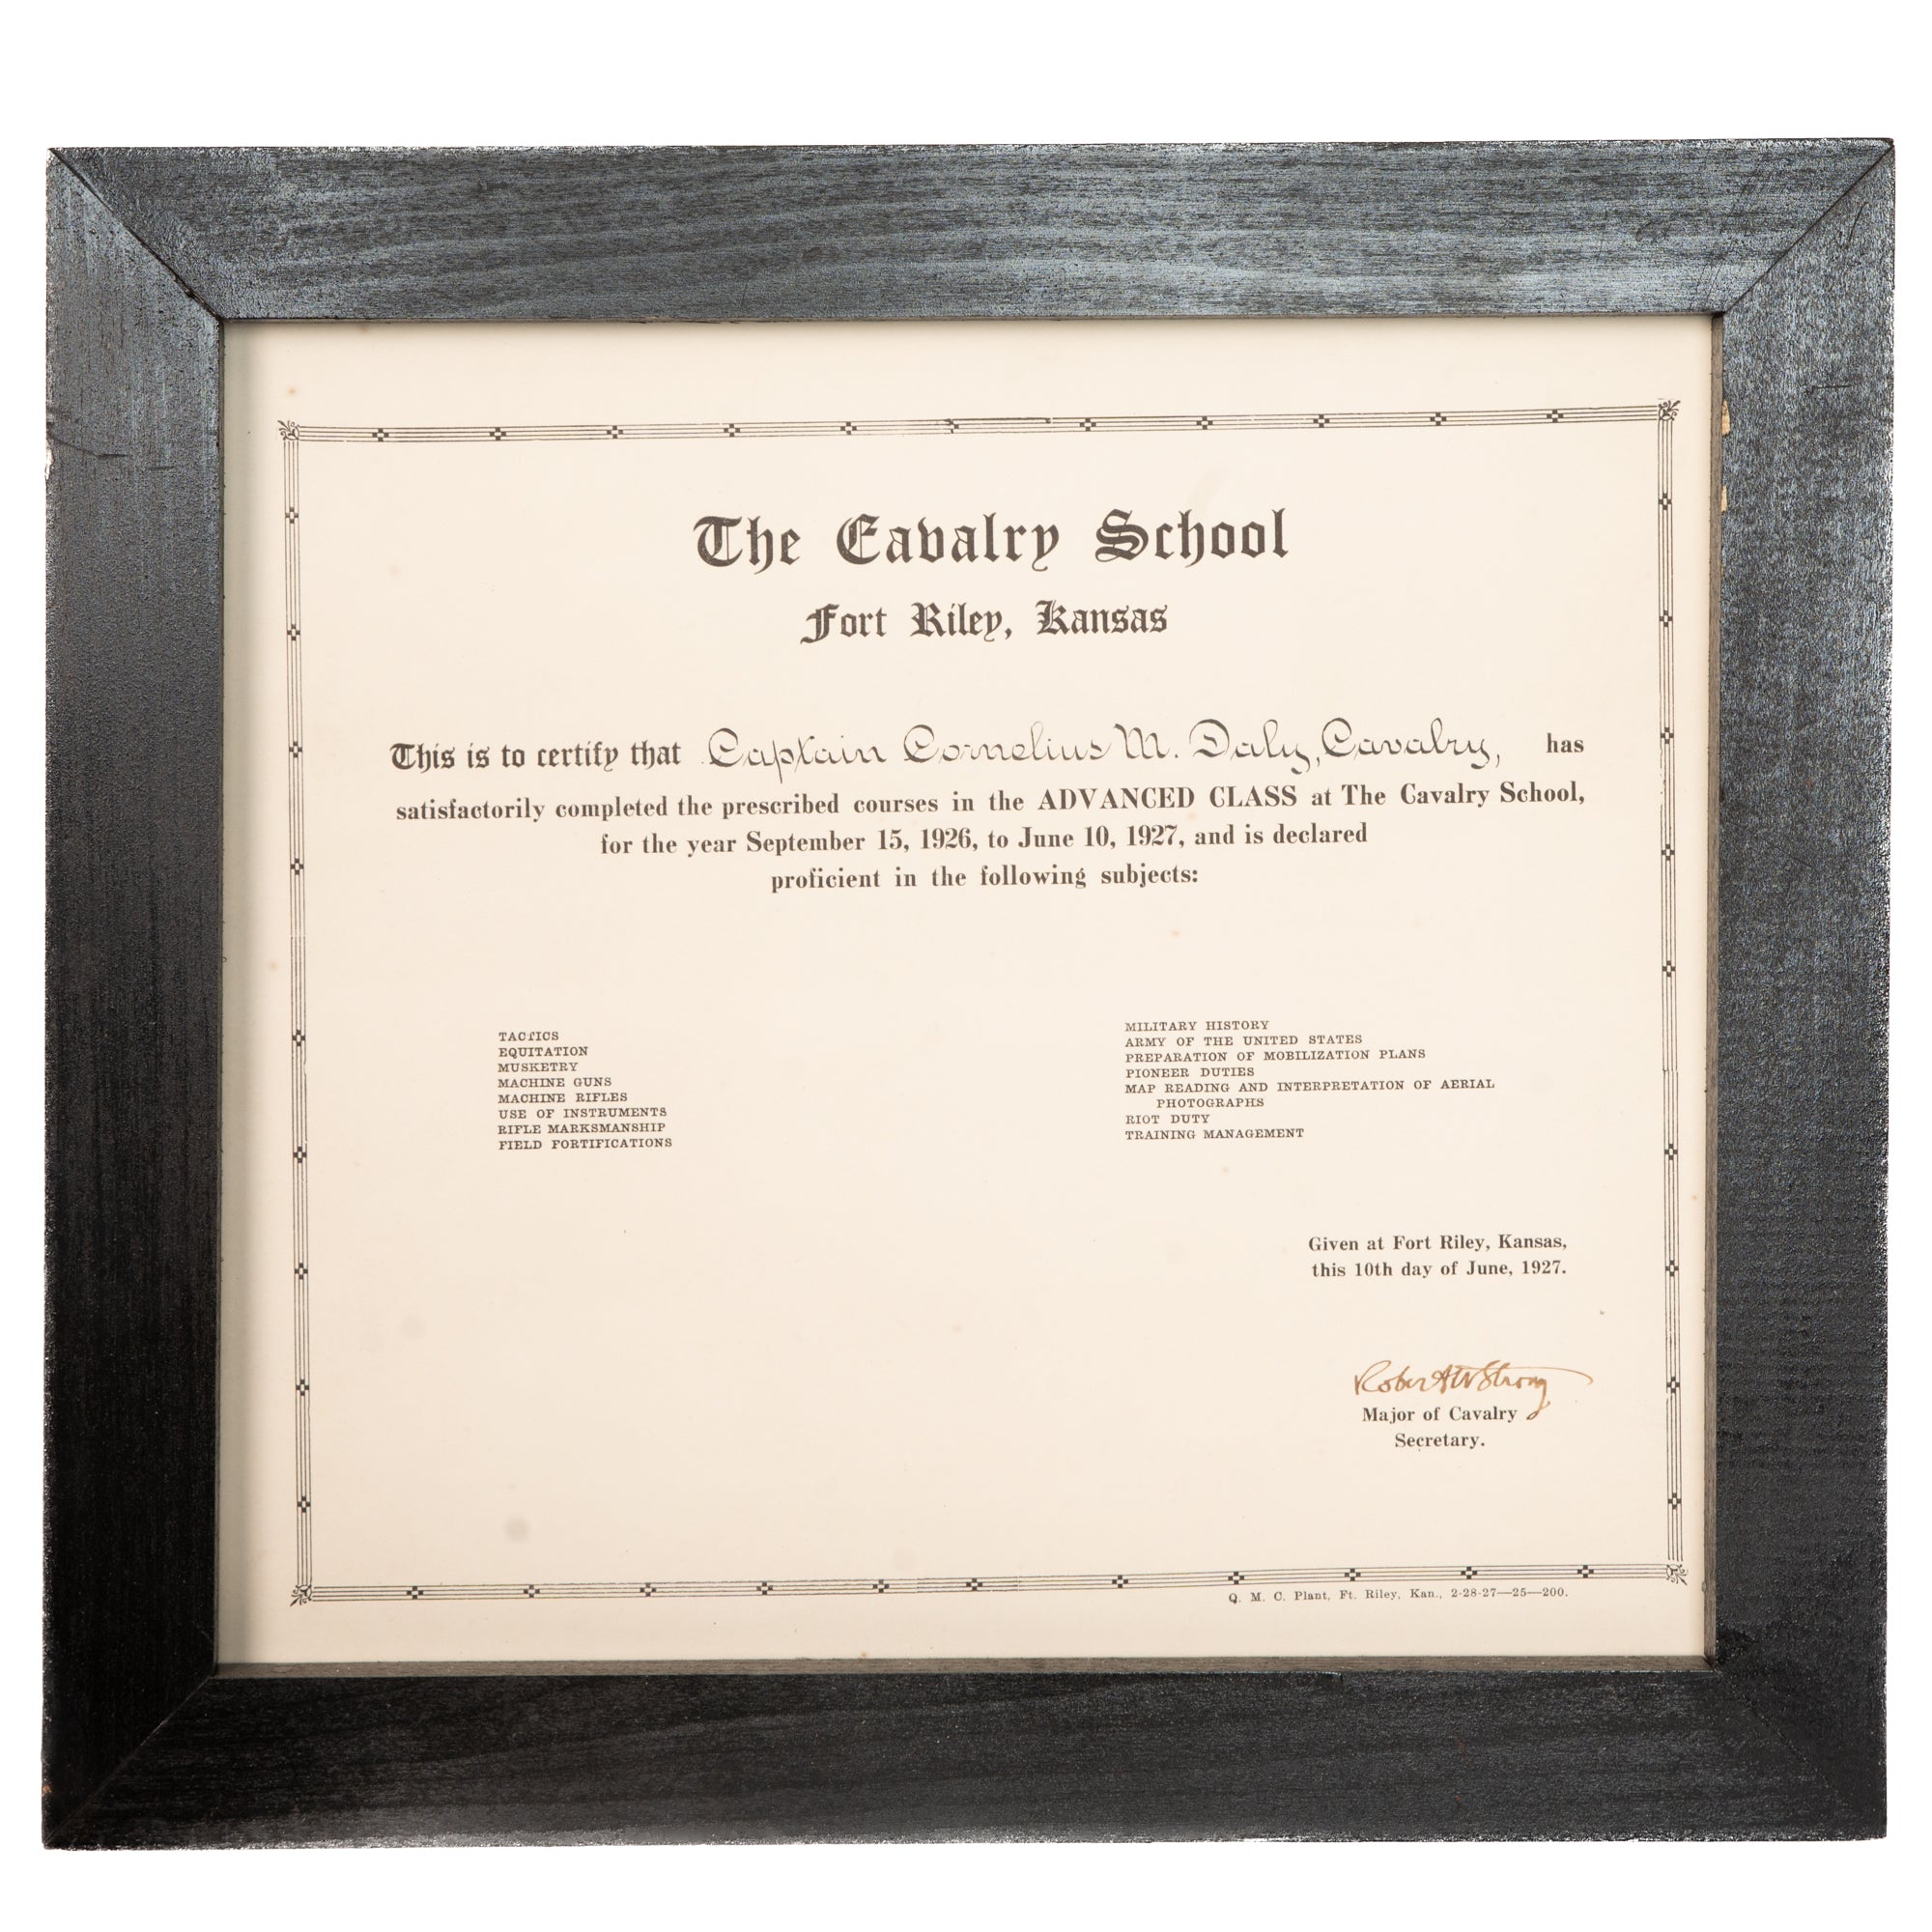 The Cavalry School
Fort Riley, Kansas
This is to certify that Captain Cornelius M. Daly, Cavalry, has
satisfactorily completed the prescribed courses in the ADVANCED CLASS at The Cavalry School,
for the year September 15, 1926, to June 10, 1927, and is declared
proficient in the following subjects:
TACTICS
EQUITATION
MUSKETRY
MACHINE GUNS
MACHINE RIFLES
USE OF INSTRUMENTS
RIFLE MARKSMANSHIP
FIELD FORTIFICATIONS
MILITARY HISTORY
ARMY OF THE UNITED STATES
PREPARATION OF MOBILIZATION PLANS
PIONEER DUTIES
MAP READING AND INTERPRETATION OF AERIAL
PHOTOGRAPHS
RIOT DUTY
TRAINING MANAGEMENT
Given at Fort Riley, Kansas,
this 10th day of June, 1927.
Robert W Strong
Major of Cavalry
Secretary.
Q. M. C. Plant, Ft. Riley, Kan., 2-28-27—25—200.